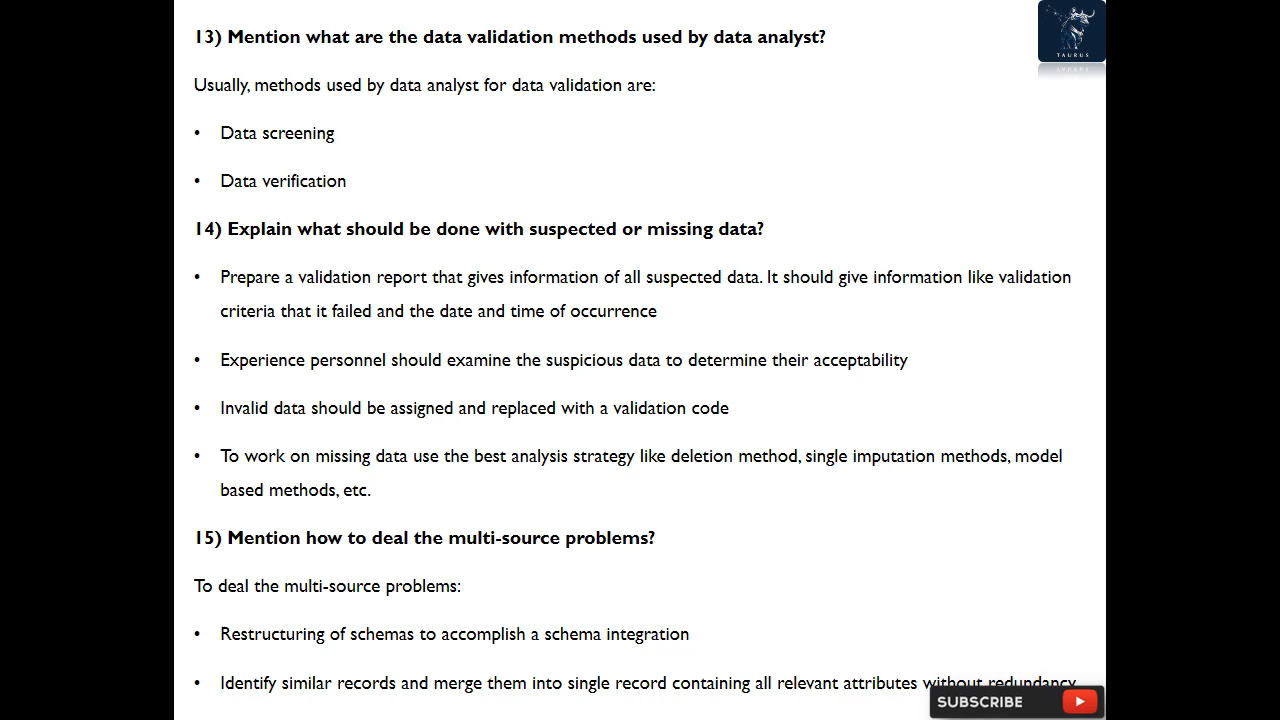 13) Mention what are the data validation methods used by data analyst?
TAURUS
Usually, methods used by data analyst for data validation are:
• Data screening
• Data verification
14) Explain what should be done with suspected or missing data?
• Prepare a validation report that gives information of all suspected data. It should give information like validation
criteria that it failed and the date and time of occurrence
• Experience personnel should examine the suspicious data to determine their acceptability
• Invalid data should be assigned and replaced with a validation code
• To work on missing data use the best analysis strategy like deletion method, single imputation methods, model
based methods, etc.
15) Mention how to deal the multi-source problems?
To deal the multi-source problems:
• Restructuring of schemas to accomplish a schema integration
• Identify similar records and merge them into single record containing all relevant attributes without redundancy
SUBSCRIBE